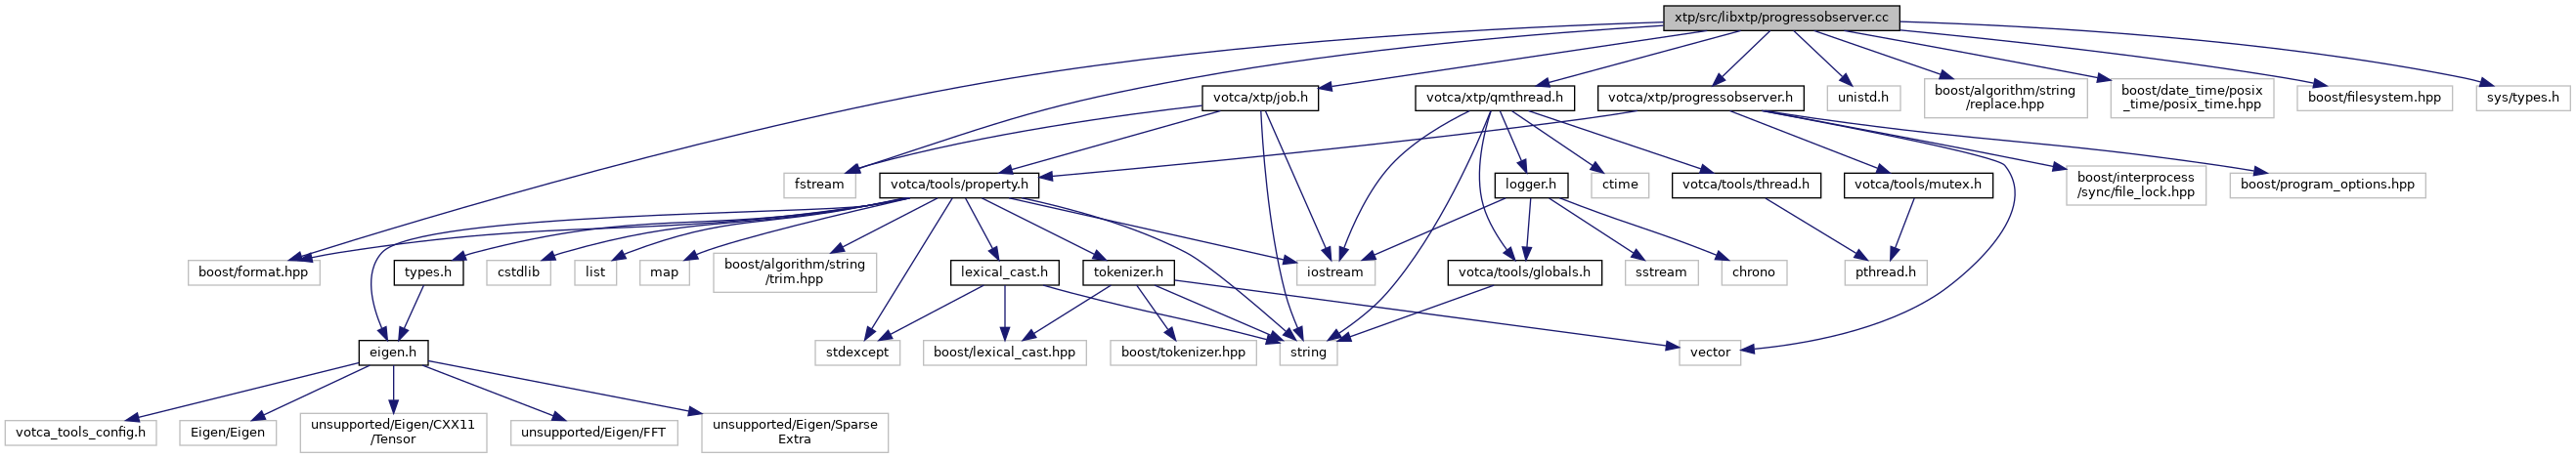 xtp/src/libxtp/progressobserver.cc
votca/xtp/job.h
votca/xtp/qmthread.h
votca/xtp/progressobserver.h
unistd.h
boost/algorithm/string
/replace.hpp
boost/date_time/posix
_time/posix_time.hpp
boost/filesystem.hpp
sys/types.h
fstream
votca/tools/property.h
logger.h
ctime
votca/tools/thread.h
votca/tools/mutex.h
boost/interprocess
/sync/file_lock.hpp
boost/program_options.hpp
boost/format.hpp
types.h
cstdlib
list
map
boost/algorithm/string
/trim.hpp
lexical_cast.h
tokenizer.h
iostream
votca/tools/globals.h
sstream
chrono
pthread.h
eigen.h
stdexcept
boost/lexical_cast.hpp
boost/tokenizer.hpp
string
vector
votca_tools_config.h
Eigen/Eigen
unsupported/Eigen/CXX11
/Tensor
unsupported/Eigen/FFT
unsupported/Eigen/Sparse
Extra